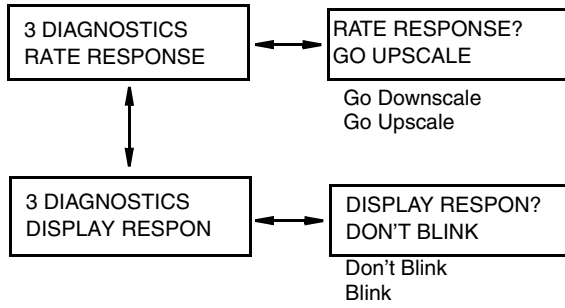 3 DIAGNOSTICS
RATE RESPONSE
RATE RESPONSE?
GO UPSCALE
Go Downscale
Go Upscale
3 DIAGNOSTICS
DISPLAY RESPON
DISPLAY RESPON?
DON'T BLINK
Don't Blink
Blink